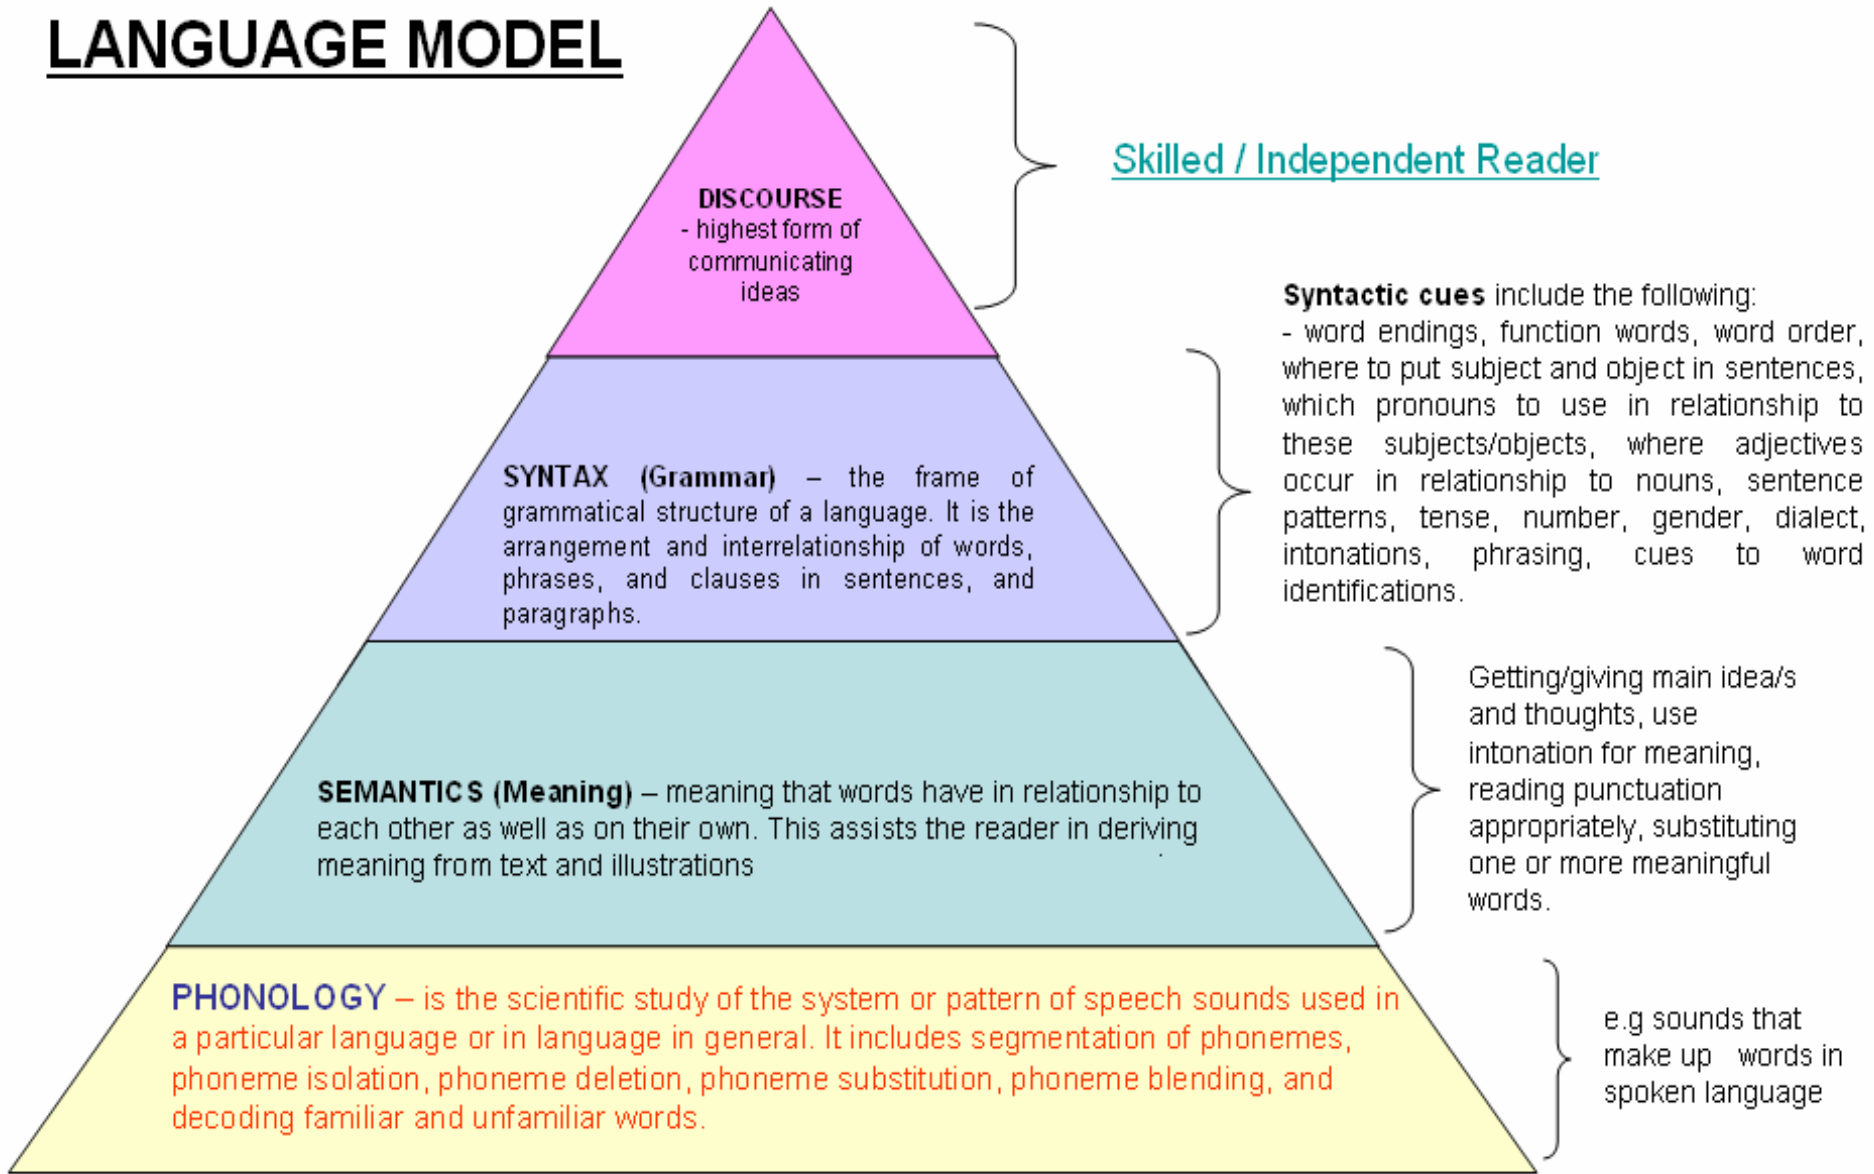 LANGUAGE MODEL
DISCOURSE
- highest form of
communicating
ideas
Skilled / Independent Reader
SYNTAX (Grammar) – the frame of
grammatical structure of a language. It is the
arrangement and interrelationship of words,
phrases, and clauses in sentences, and
paragraphs.
Syntactic cues include the following:
- word endings, function words, word order,
where to put subject and object in sentences,
which pronouns to use in relationship to
these subjects/objects, where adjectives
occur in relationship to nouns, sentence
patterns, tense, number, gender, dialect,
intonations, phrasing, cues to word
identifications.
SEMANTICS (Meaning) – meaning that words have in relationship to
each other as well as on their own. This assists the reader in deriving
meaning from text and illustrations
Getting/giving main idea/s
and thoughts, use
intonation for meaning,
reading punctuation
appropriately, substituting
one or more meaningful
words.
PHONOLOGY – is the scientific study of the system or pattern of speech sounds used in
a particular language or in language in general. It includes segmentation of phonemes,
phoneme isolation, phoneme deletion, phoneme substitution, phoneme blending, and
decoding familiar and unfamiliar words.
e.g sounds that
make up words in
spoken language